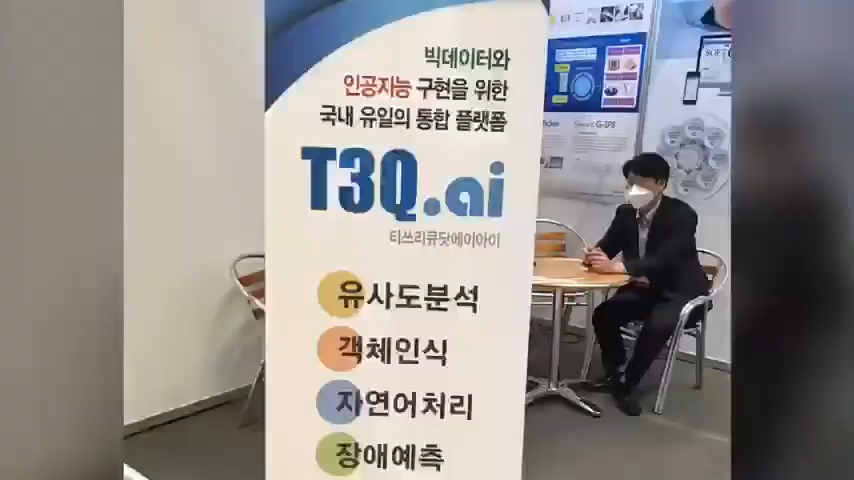 빅데이터와
인공지능 구현을 위한
국내 유일의 통합 플랫폼
T3Q.ai
티쓰리큐닷에이아이
유사도분석
객체인식
자연어처리
장애예측